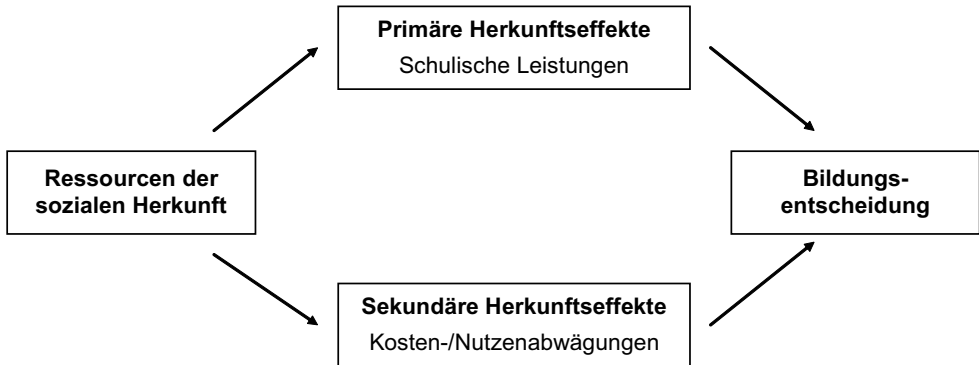 Primäre Herkunftseffekte
Schulische Leistungen
Ressourcen der
sozialen Herkunft
Bildungs-
entscheidung
Sekundäre Herkunftseffekte
Kosten-/Nutzenabwägungen